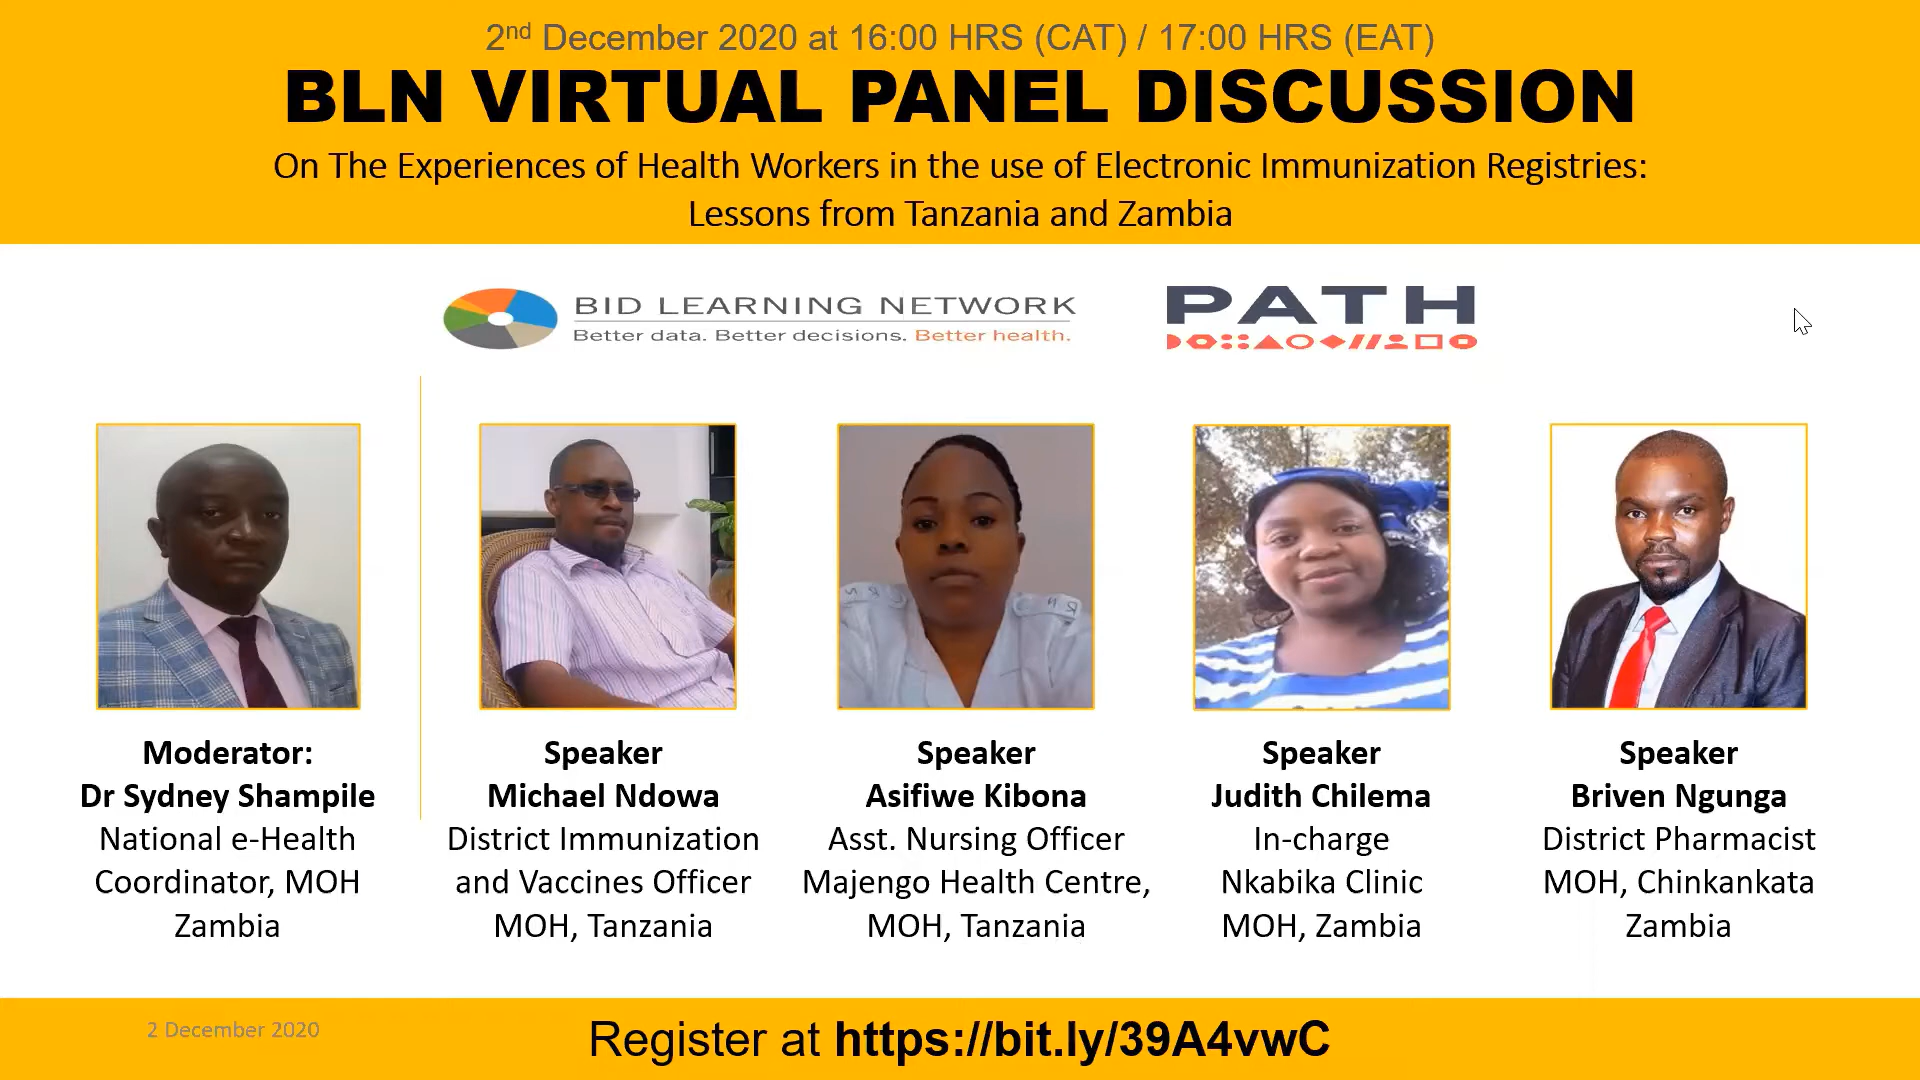 2nd December 2020 at 16:00 HRS (CAT) / 17:00 HRS (EAT)
BLN VIRTUAL PANEL DISCUSSION
On The Experiences of Health Workers in the use of Electronic Immunization Registries:
Lessons from Tanzania and Zambia
BID LEARNING NETWORK
Better data. Better decisions. Better health.
PATH
Moderator:
Dr Sydney Shampile
National e-Health
Coordinator, MOH
Zambia
Speaker
Michael Ndowa
District Immunization
and Vaccines Officer
MOH, Tanzania
Speaker
Asifiwe Kibona
Asst. Nursing Officer
Majengo Health Centre,
MOH, Tanzania
Speaker
Judith Chilema
In-charge
Nkabika Clinic
MOH, Zambia
Speaker
Briven Ngunga
District Pharmacist
MOH, Chinkankata
Zambia
2 December 2020
Register at https://bit.ly/39A4vwC